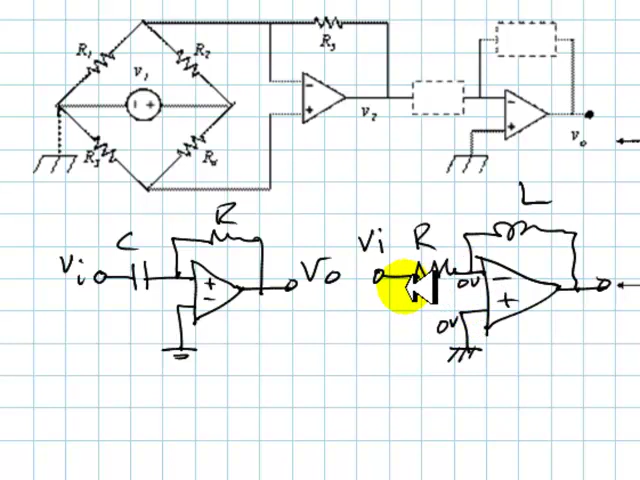 R₁
R₂
v₁
R₃
R₄
R₅
v₂
vₒ
- +
- +
- +
C
R
Vi
Vo
+ -
Vi
R
L
0V
0V
- +